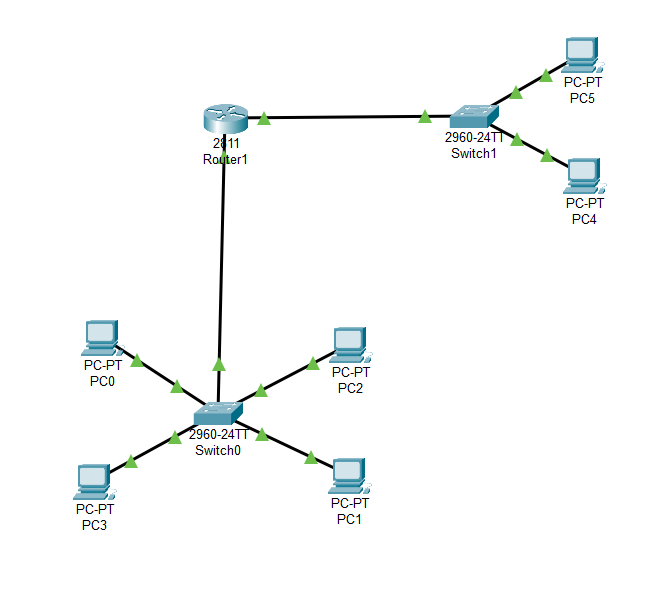 PC-PT
PC5
2811
Router1
2960-24TT
Switch1
PC-PT
PC4
PC-PT
PC0
PC-PT
PC2
2960-24TT
Switch0
PC-PT
PC3
PC-PT
PC1